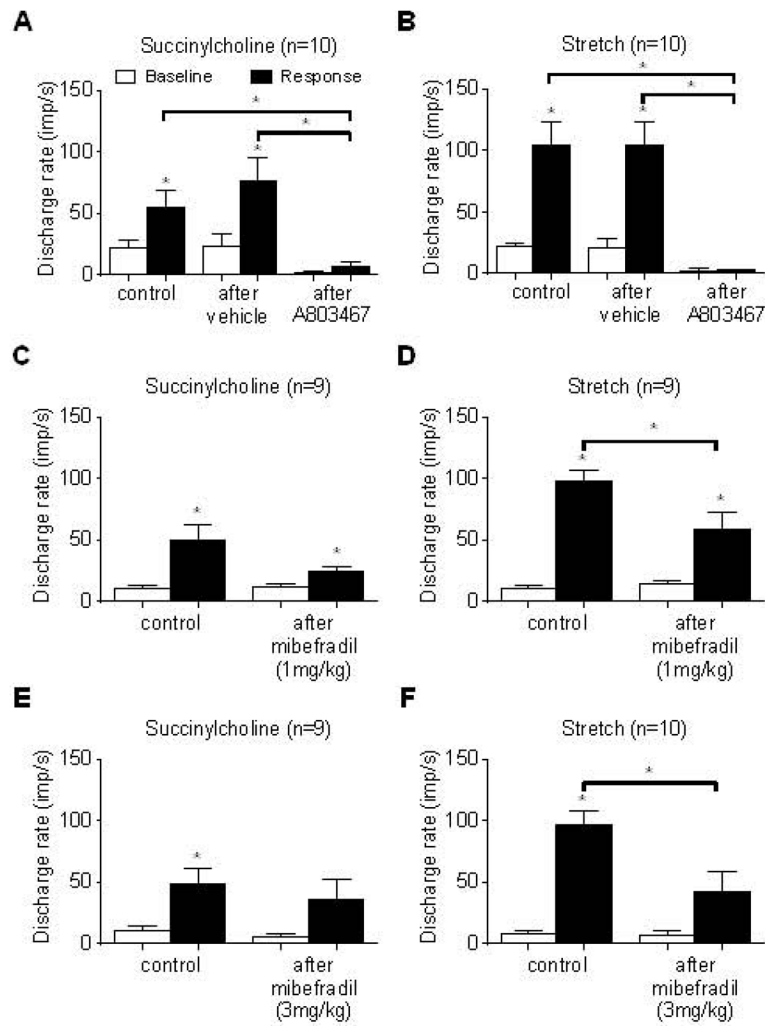 A
B
Succinylcholine (n=10)
Stretch (n=10)
Baseline Response
Discharge rate (imp/s)
150
100
50
0
*
*
*
*
control
after
vehicle
after
A803467
Discharge rate (imp/s)
150
100
50
0
*
*
*
*
control
after
vehicle
after
A803467
C
D
Succinylcholine (n=9)
Stretch (n=9)
Discharge rate (imp/s)
150
100
50
0
*
*
control
after
mibefradil
(1mg/kg)
Discharge rate (imp/s)
150
100
50
0
*
*
*
control
after
mibefradil
(1mg/kg)
E
F
Succinylcholine (n=9)
Stretch (n=10)
Discharge rate (imp/s)
150
100
50
0
*
control
after
mibefradil
(3mg/kg)
Discharge rate (imp/s)
150
100
50
0
*
*
control
after
mibefradil
(3mg/kg)